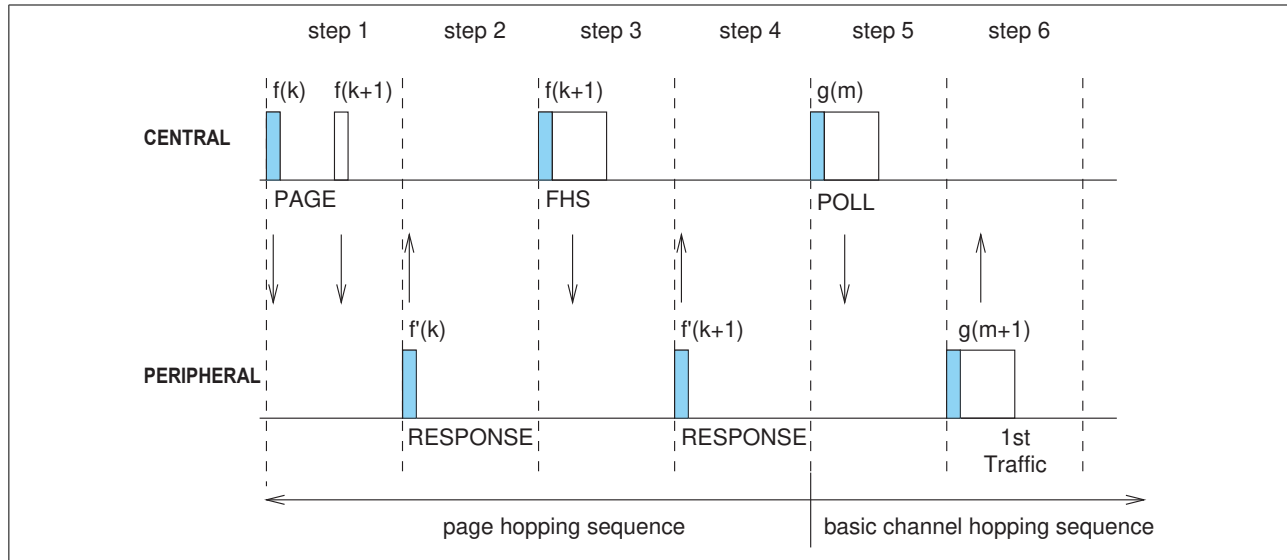 step 1 step 2 step 3 step 4 step 5 step 6
f(k) f(k+1) f(k+1) g(m)
CENTRAL
PAGE FHS POLL
f'(k) f'(k+1) g(m+1)
PERIPHERAL
RESPONSE RESPONSE 1st
Traffic
page hopping sequence basic channel hopping sequence